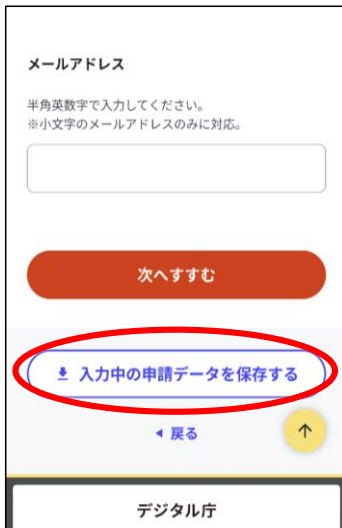 メールアドレス
半角英数字で入力してください。
※小文字のメールアドレスのみに対応。
次へすすむ
入力中の申請データを保存する
戻る
デジタル庁